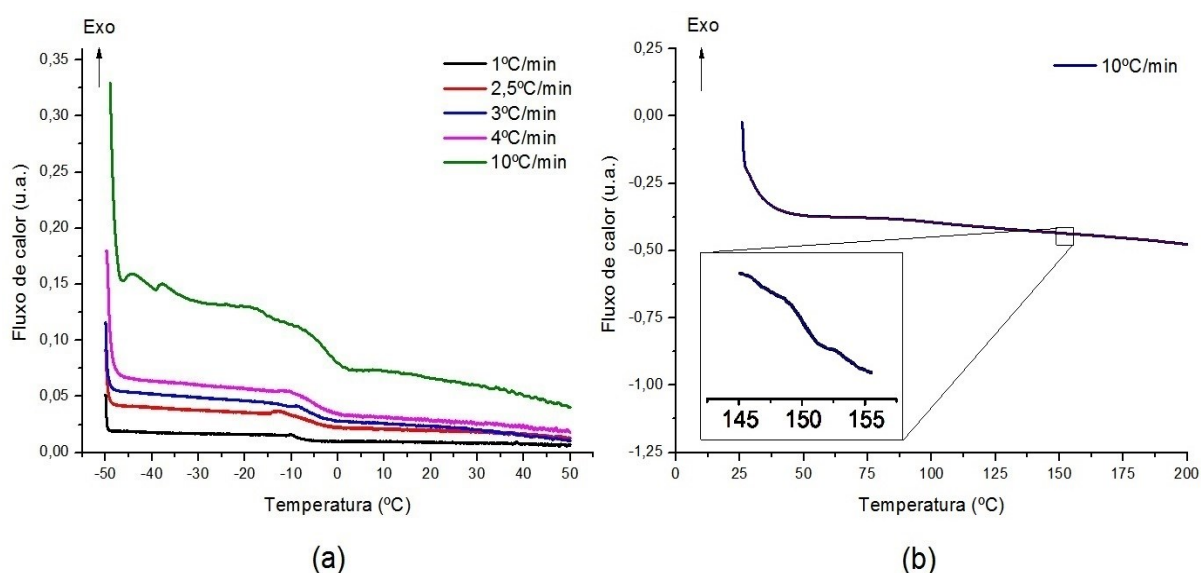 Exo
0,35
0,30
0,25
0,20
0,15
0,10
0,05
0,00
Fluxo de calor (u.a.)
1ºC/min
2,5ºC/min
3ºC/min
4ºC/min
10ºC/min
-50 -40 -30 -20 -10 0 10 20 30 40 50
Temperatura (ºC)
(a)
Exo
0,25
0,00
-0,25
-0,50
-0,75
-1,00
-1,25
Fluxo de calor (u.a.)
10ºC/min
145 150 155
0 25 50 75 100 125 150 175 200
Temperatura (ºC)
(b)